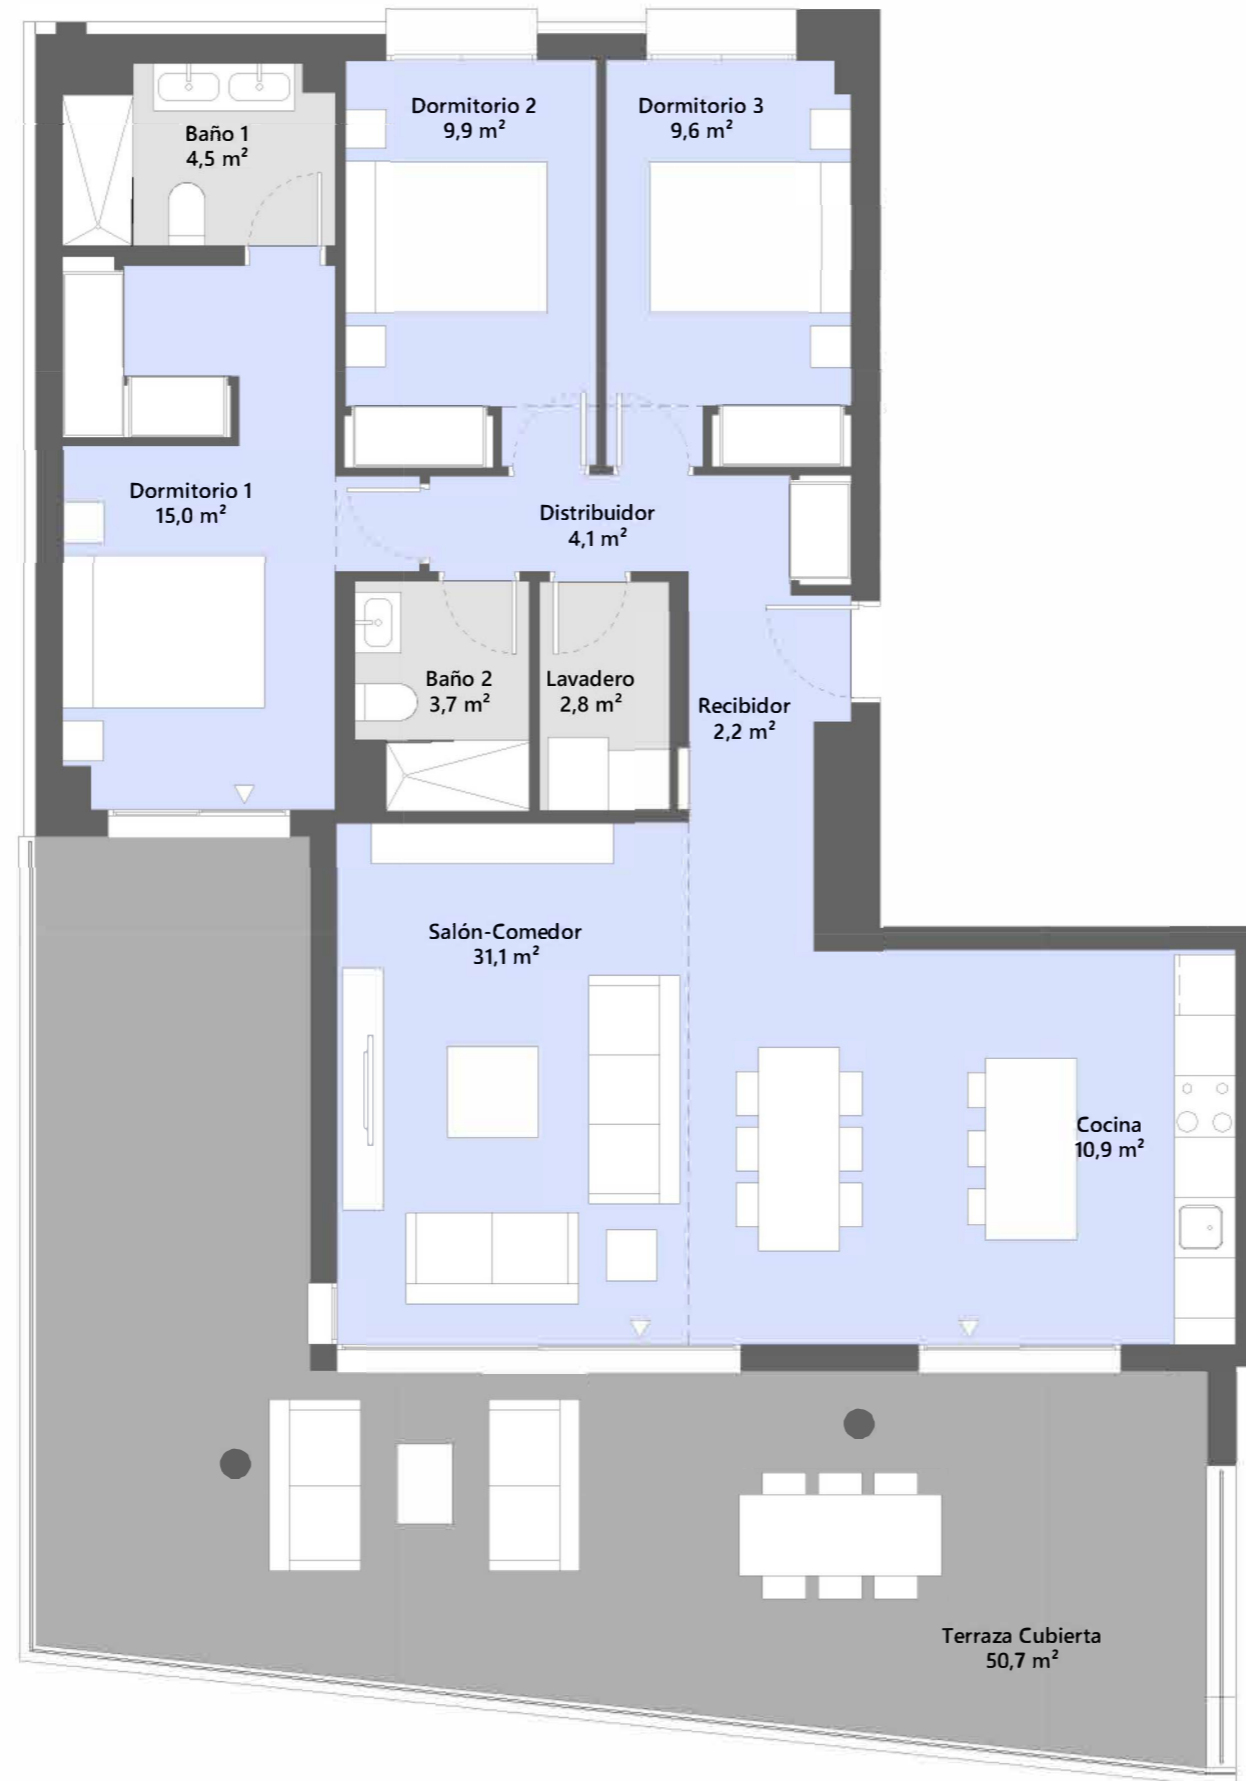 Dormitorio 2
9,9 m²
Dormitorio 3
9,6 m²
Baño 1
4,5 m²
Dormitorio 1
15,0 m²
Distribuidor
4,1 m²
Baño 2
3,7 m²
Lavadero
2,8 m²
Recibidor
2,2 m²
Salón-Comedor
31,1 m²
Cocina
10,9 m²
Terraza Cubierta
50,7 m²